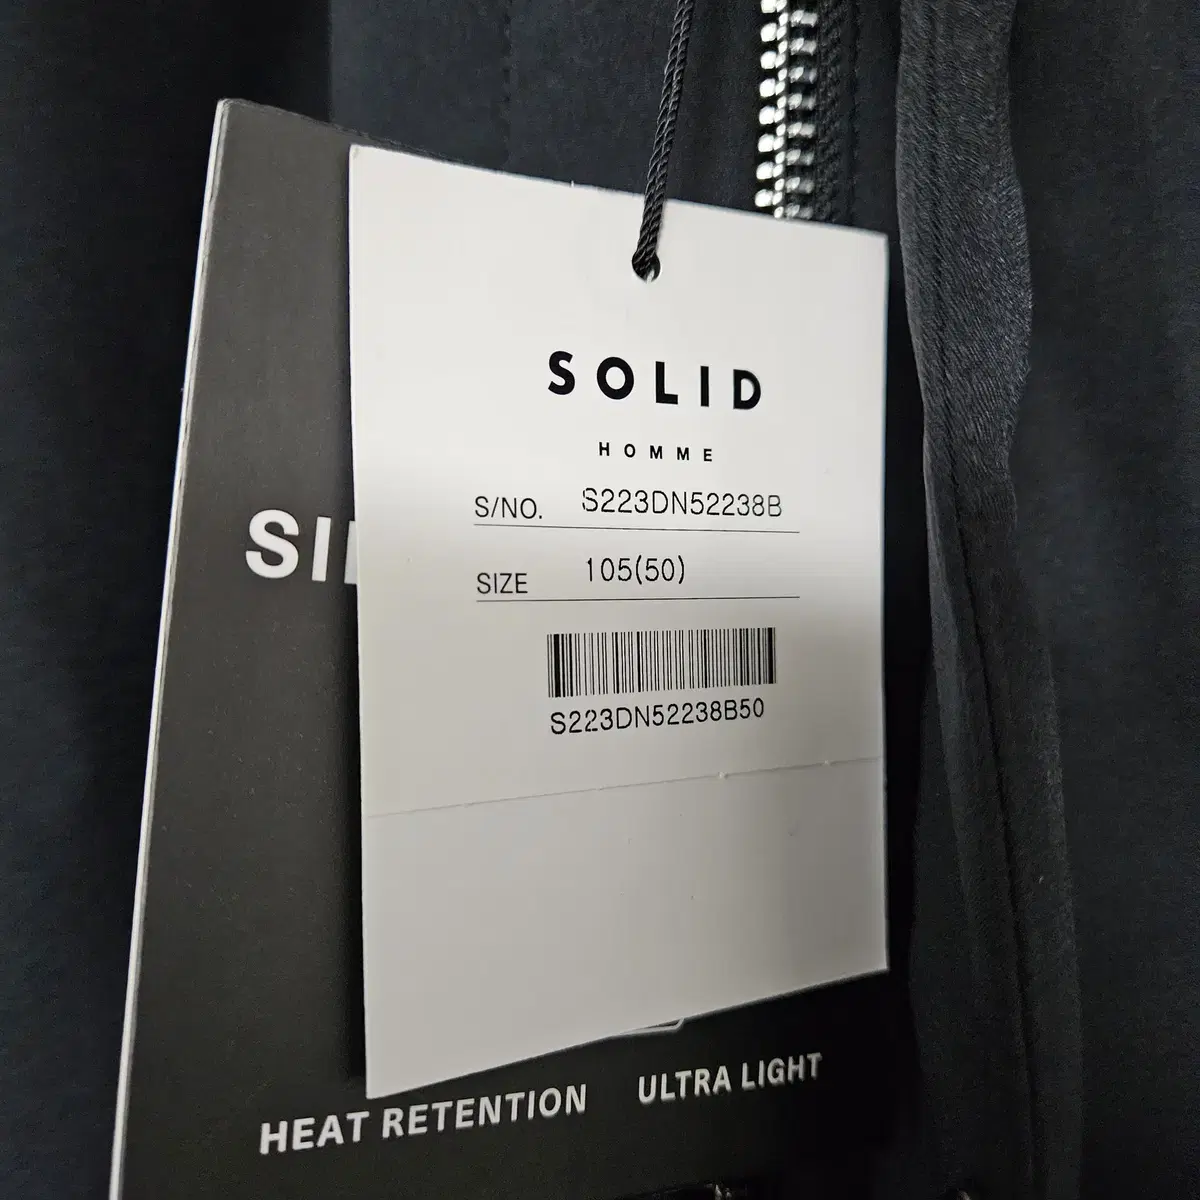 SOLID
HOMME
S/NO. S223DN52238B
SIZE 105(50)
S223DN52238B50
HEAT RETENTION ULTRA LIGHT